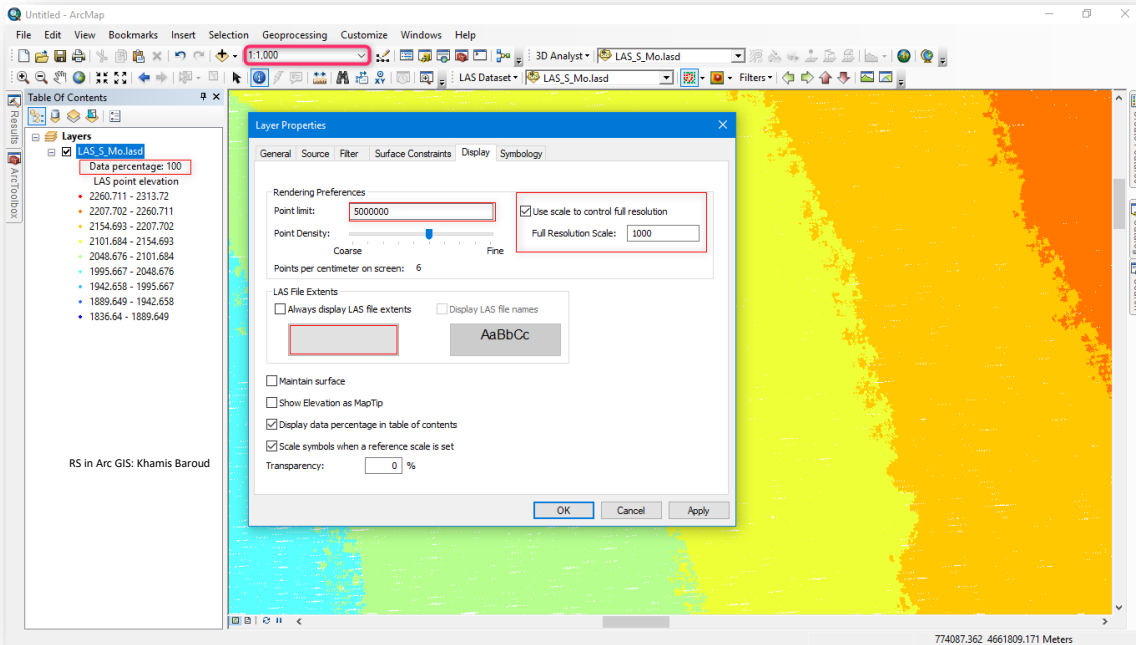 Untitled - ArcMap
File Edit View Bookmarks Insert Selection Geoprocessing Customize Windows Help
1:1,000 3D Analyst LAS_S_Mo.lasd
LAS Dataset LAS_S_Mo.lasd Filters
Table Of Contents
Results
ArcToolbox
Layers
LAS_S_Mo.lasd
Data percentage: 100
LAS point elevation
2260.711 - 2313.72
2207.702 - 2260.711
2154.693 - 2207.702
2101.684 - 2154.693
2048.676 - 2101.684
1995.667 - 2048.676
1942.658 - 1995.667
1889.649 - 1942.658
1836.64 - 1889.649
RS in Arc GIS: Khamis Baroud
Layer Properties
General Source Filter Surface Constraints Display Symbology
Rendering Preferences
Point limit: 5000000
Use scale to control full resolution
Point Density:
Full Resolution Scale: 1000
Coarse Fine
Points per centimeter on screen: 6
LAS File Extents
Always display LAS file extents Display LAS file names
AaBbCc
Maintain surface
Show Elevation as MapTip
Display data percentage in table of contents
Scale symbols when a reference scale is set
Transparency: 0 %
OK Cancel Apply
774087.362 4661809.171 Meters